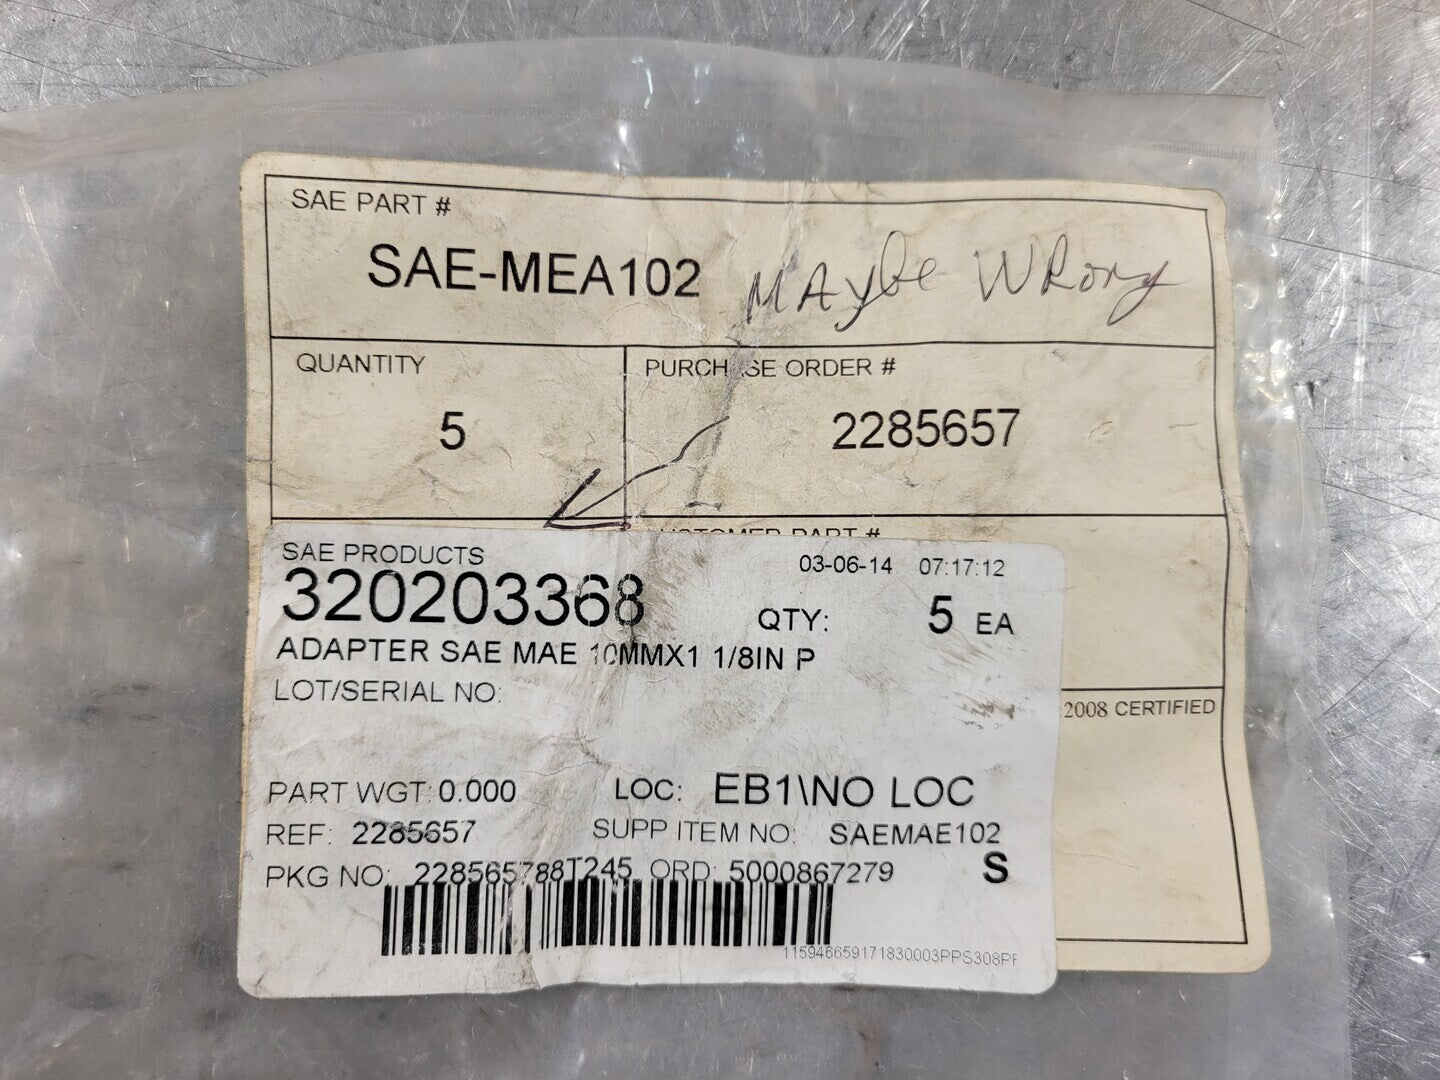 SAE PART #
SAE-MEA102 MAybe WRong
QUANTITY
5
PURCHASE ORDER #
2285657
CUSTOMER PART #
SAE PRODUCTS
03-06-14 07:17:12
320203368
QTY: 5 EA
ADAPTER SAE MAE 10MMX1 1/8IN P
LOT/SERIAL NO:
2008 CERTIFIED
PART WGT: 0.000 LOC: EB1\NO LOC
REF: 2285657 SUPP ITEM NO: SAEMAE102
PKG NO: 228565788T245 ORD: 5000867279 S
115946659171830003PPS308PF